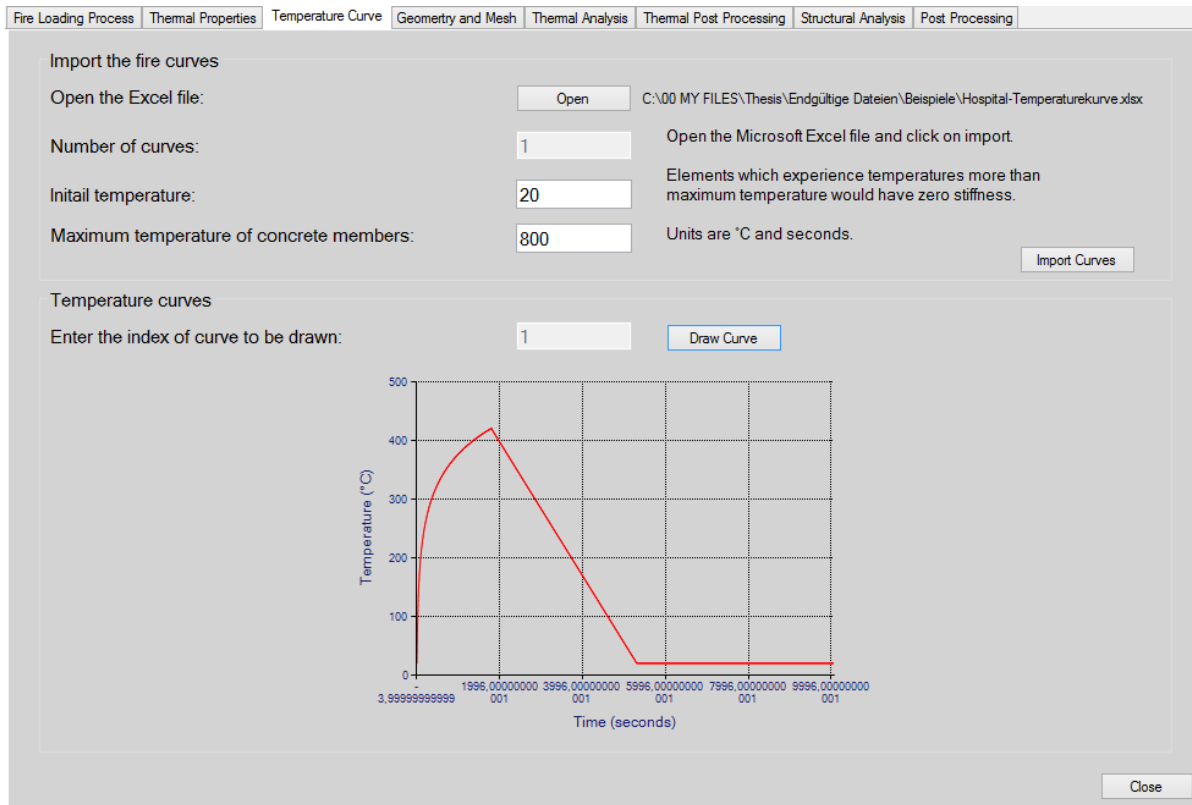 Fire Loading Process Thermal Properties Temperature Curve Geometry and Mesh Thermal Analysis Thermal Post Processing Structural Analysis Post Processing
Import the fire curves
Open the Excel file: Open C:\00 MY FILES\Thesis\Endgültige Dateien\Beispiele\Hospital-Temperaturekurve.xlsx
Number of curves: 1 Open the Microsoft Excel file and click on import.
Initail temperature: 20 Elements which experience temperatures more than
maximum temperature would have zero stiffness.
Maximum temperature of concrete members: 800 Units are °C and seconds.
Import Curves
Temperature curves
Enter the index of curve to be drawn: 1 Draw Curve
500
400
300
200
100
0
Temperature (°C)
- 1996,00000000 3996,00000000 5996,00000000 7996,00000000 9996,00000000
3,99999999999 001 001 001 001 001
Time (seconds)
Close